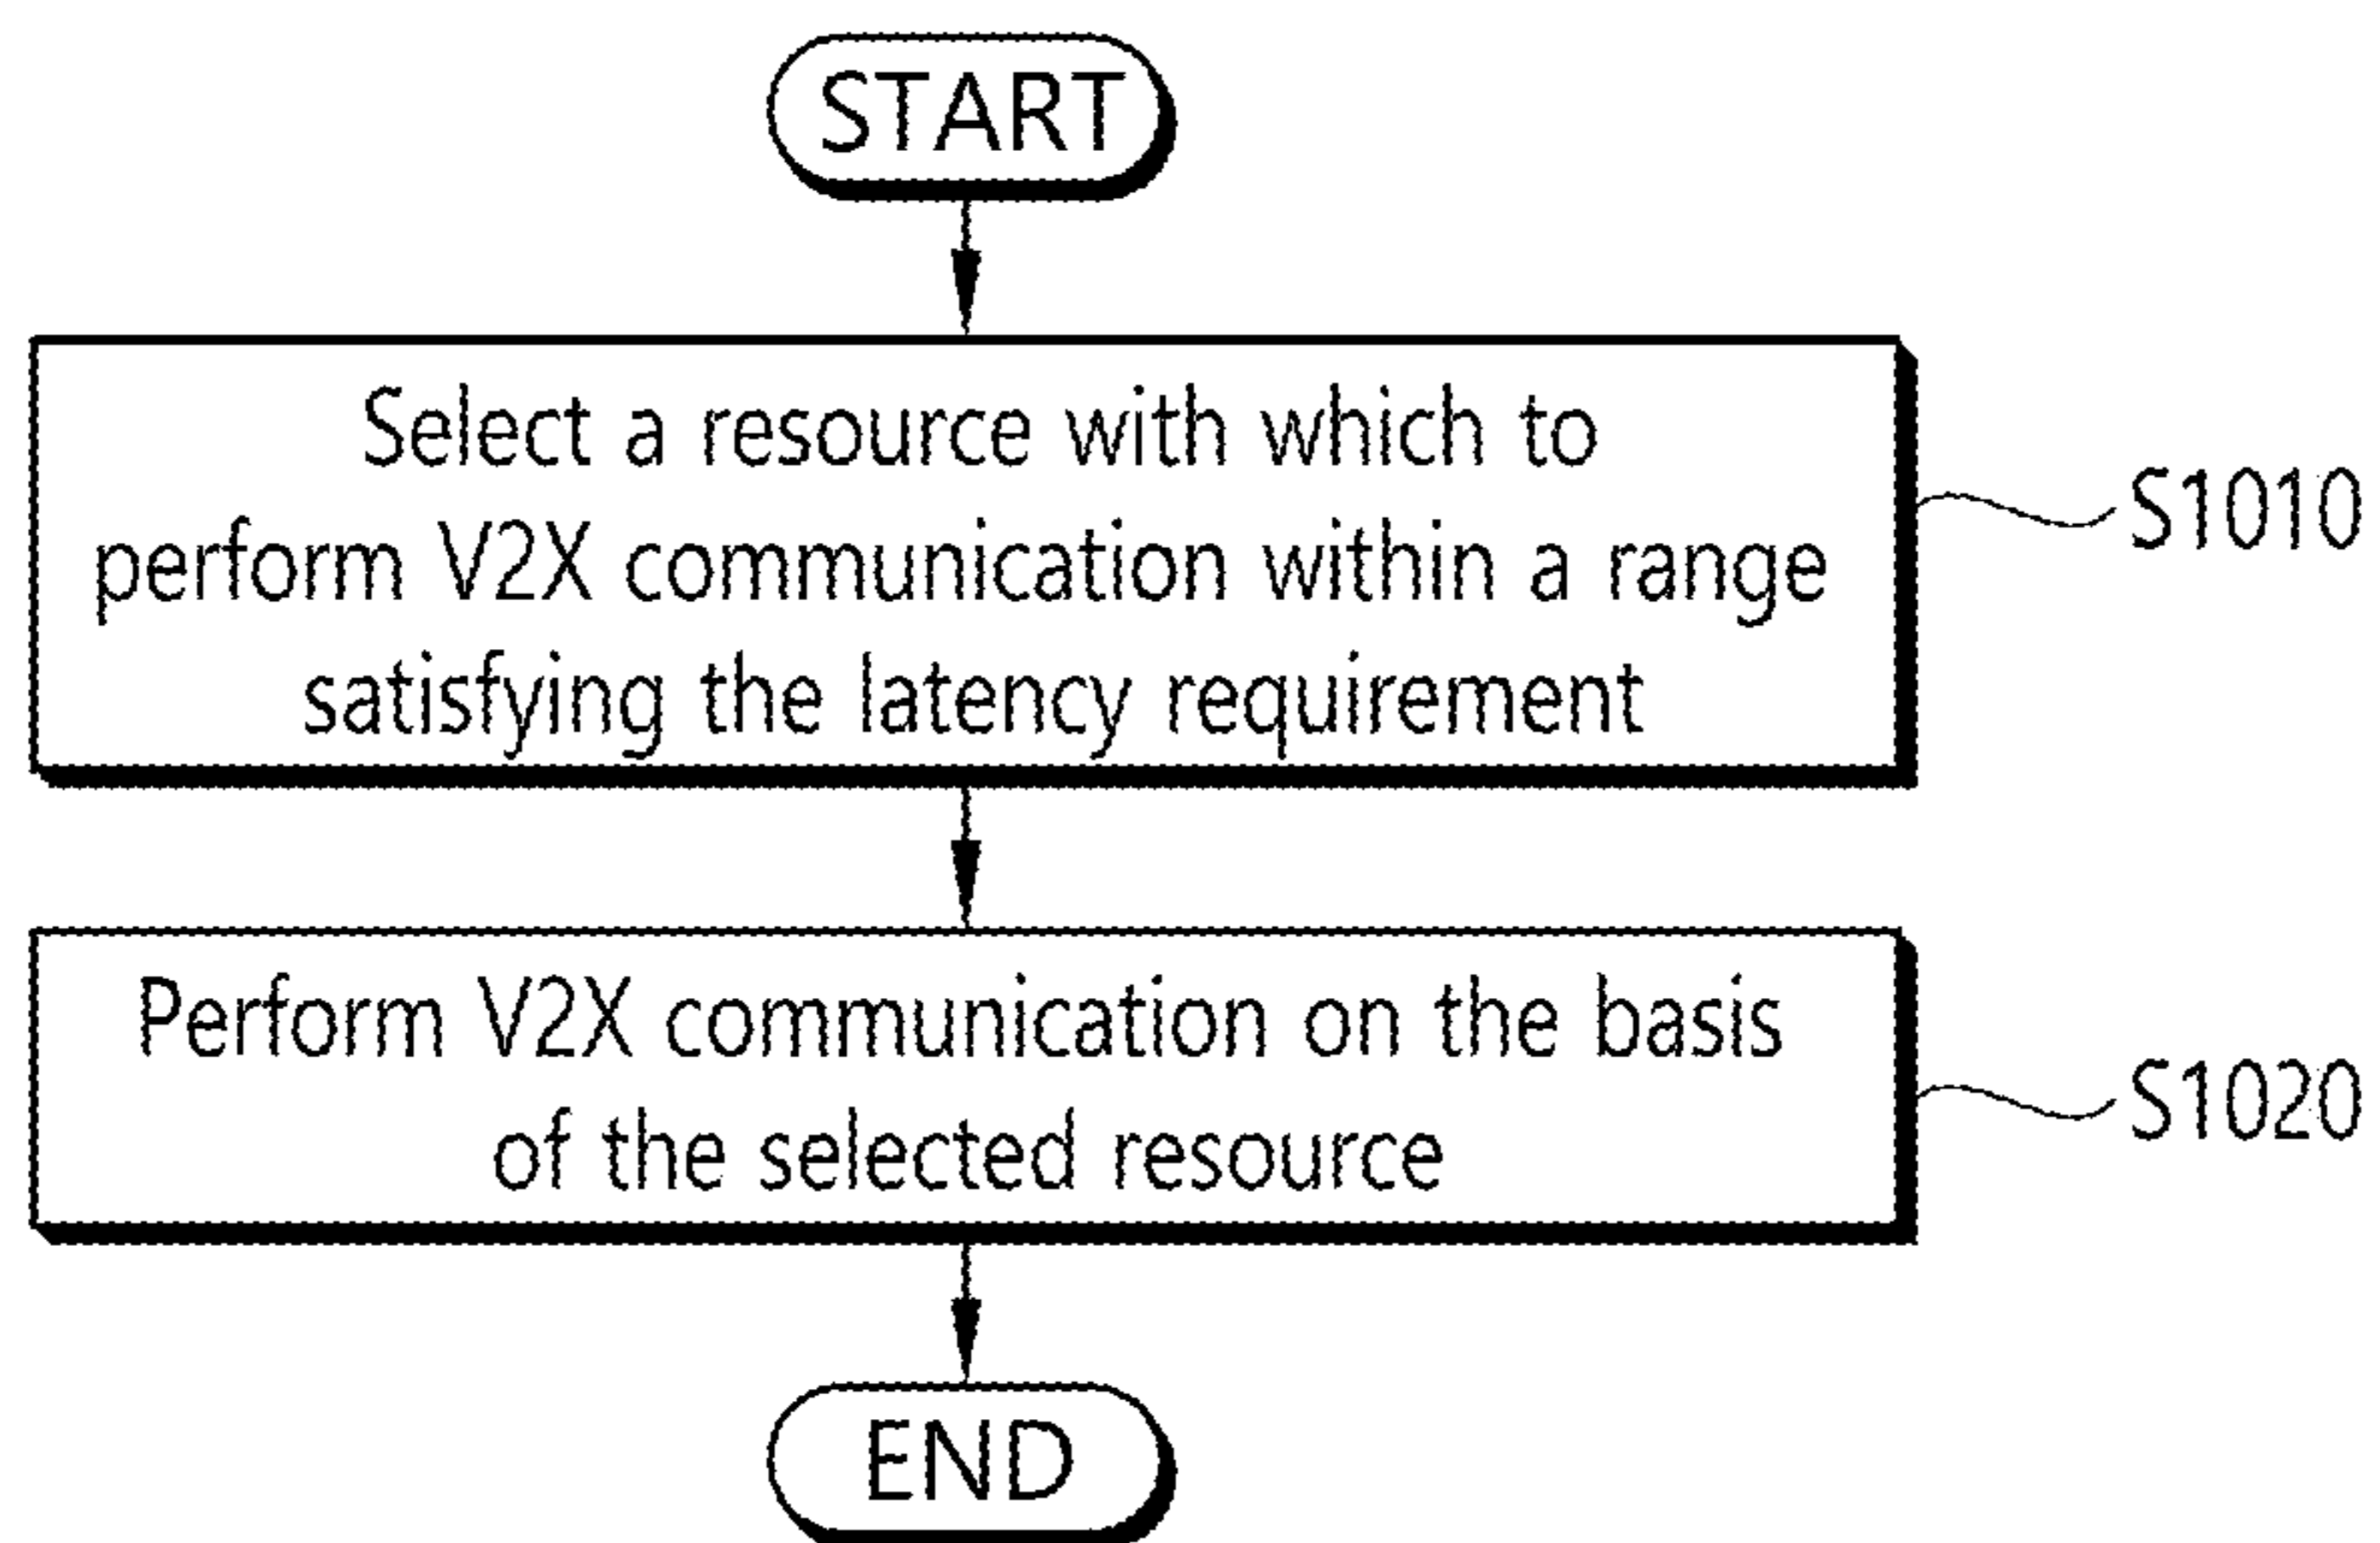 START
Select a resource with which to
perform V2X communication within a range
satisfying the latency requirement
S1010
Perform V2X communication on the basis
of the selected resource
S1020
END